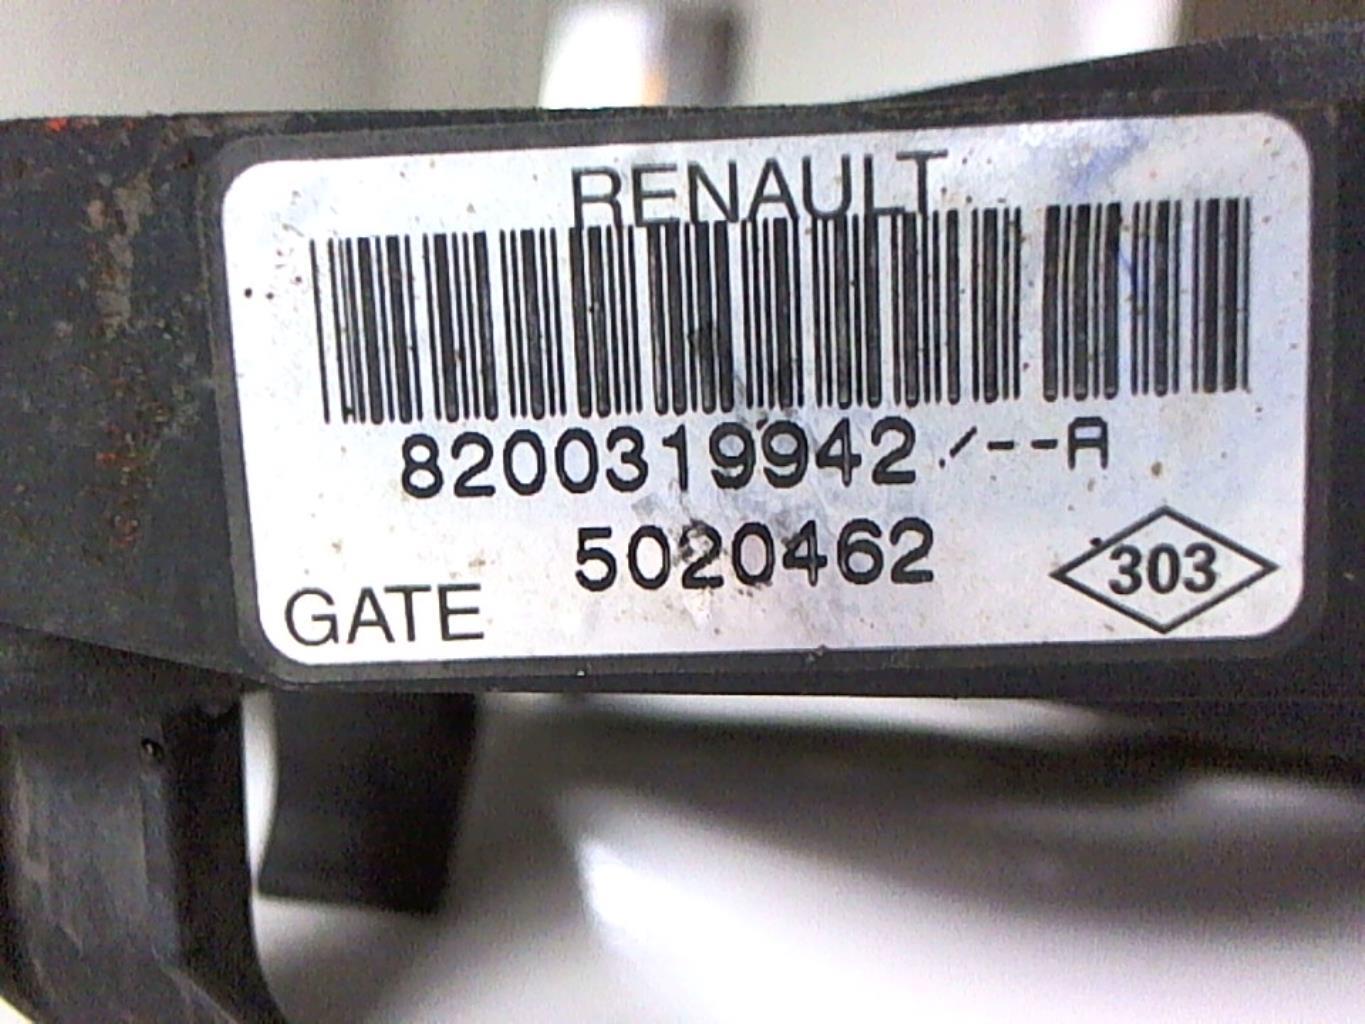 RENAULT
8200319942/--A
5020462
303
GATE